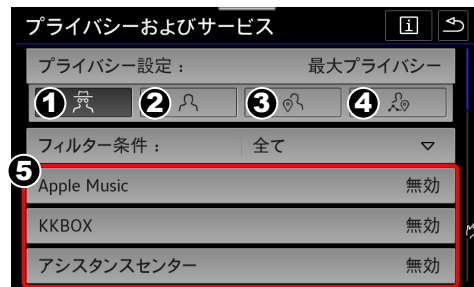 プライバシーおよびサービス
プライバシー設定： 最大プライバシー
1 2 3 4
フィルター条件： 全て
5
Apple Music 無効
KKBOX 無効
アシスタンスセンター 無効